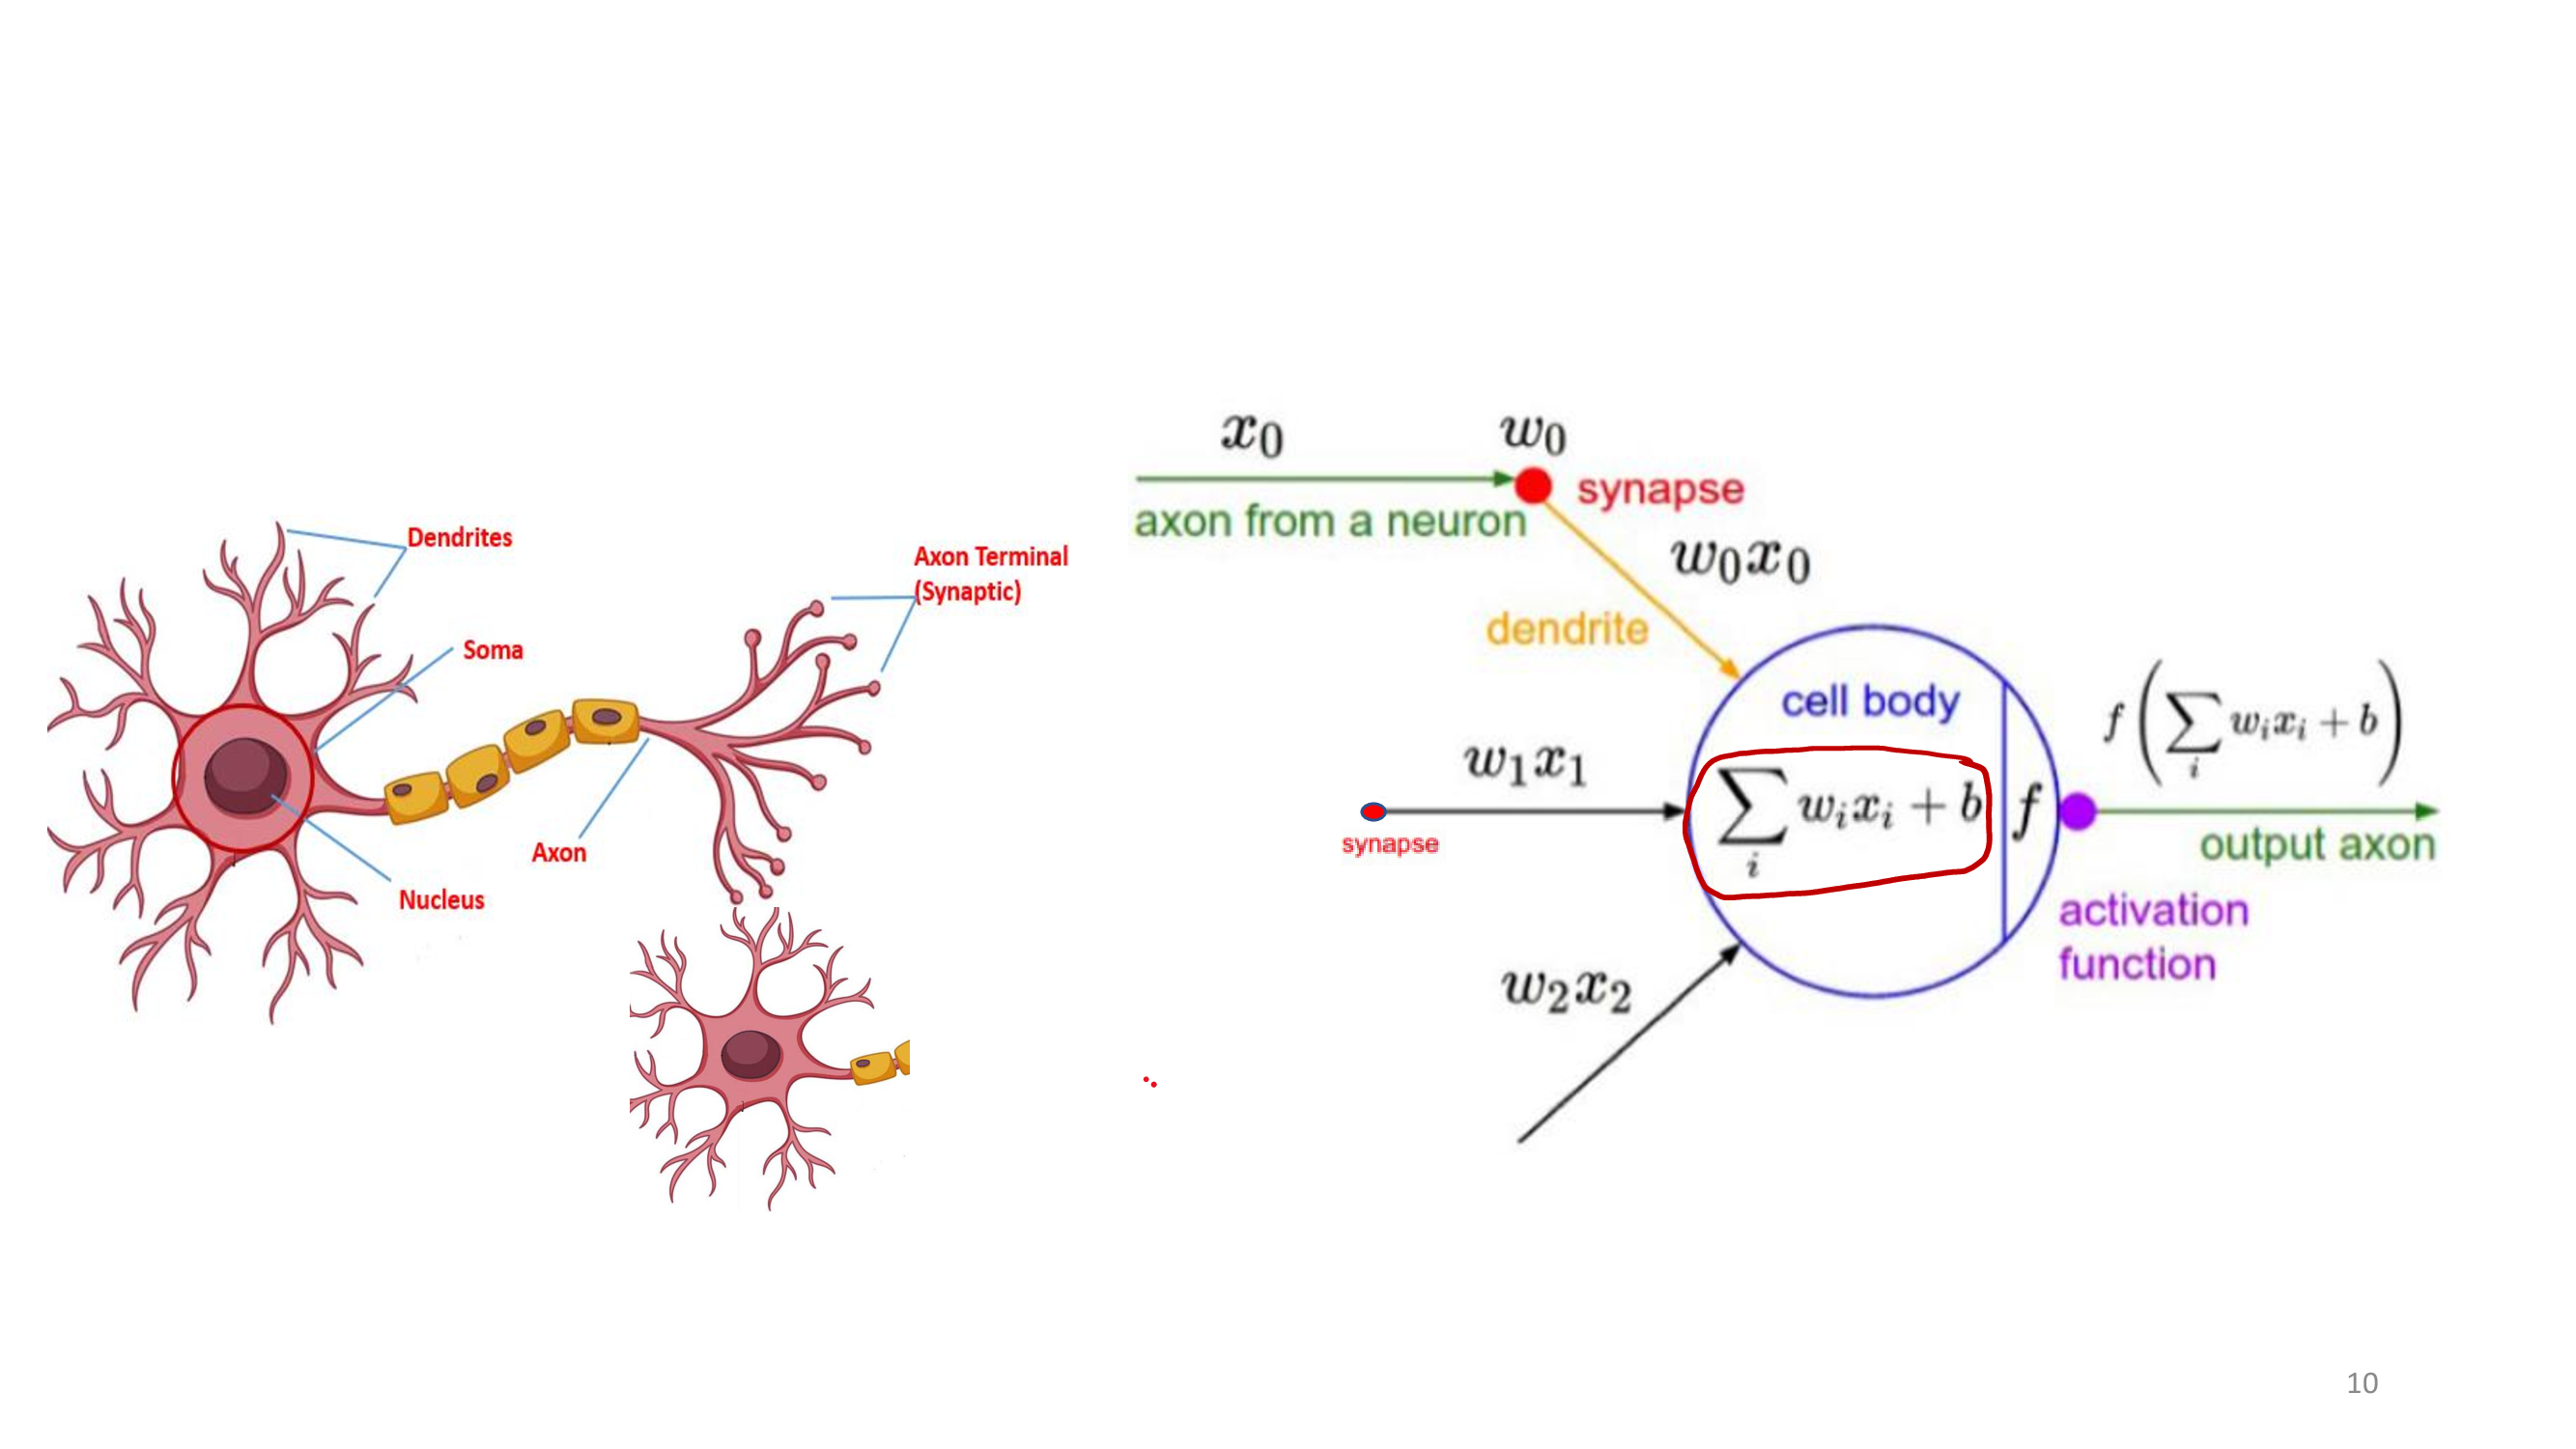 Dendrites
Soma
Axon Terminal
(Synaptic)
Axon
Nucleus
x₀
w₀
synapse
axon from a neuron
w₀x₀
dendrite
cell body
w₁x₁
synapse
∑ᵢ wᵢxᵢ + b
f
f(∑ᵢ wᵢxᵢ + b)
output axon
activation
function
w₂x₂
10